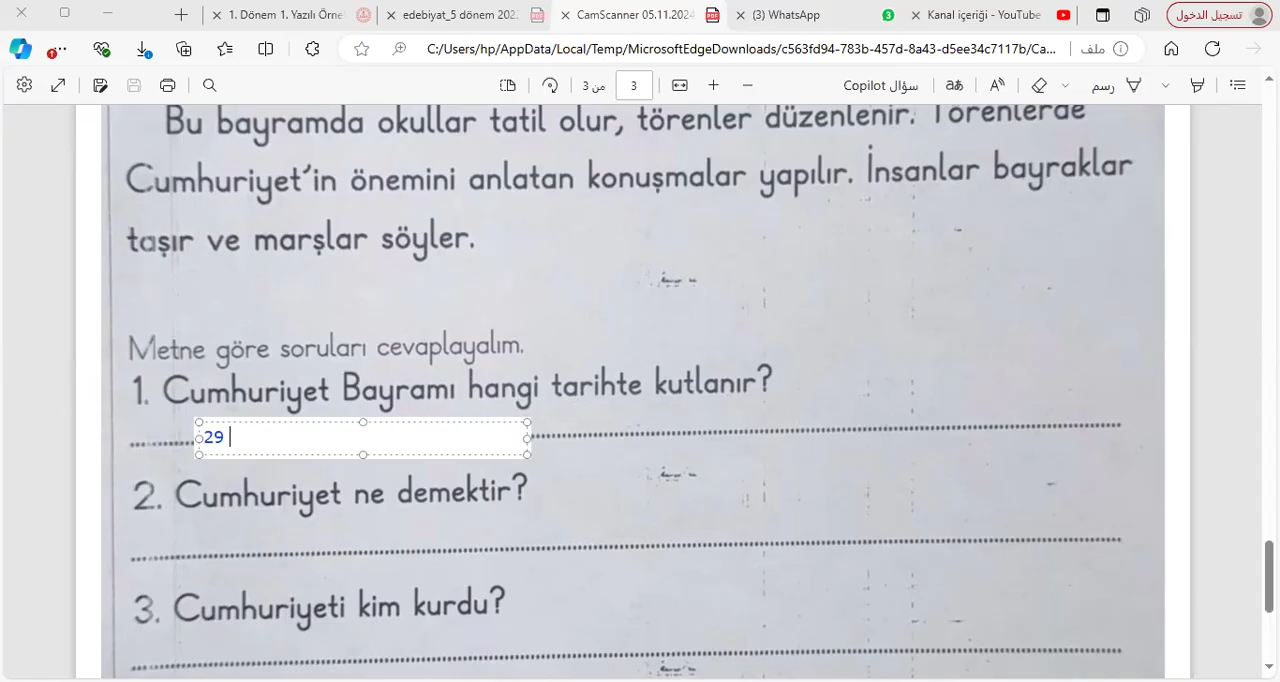 1. Dönem 1. Yazılı Örne
edebiyat_5 dönem 202
CamScanner 05.11.2024
(3) WhatsApp
3
Kanal içeriği - YouTube
تسجيل الدخول
1
C:/Users/hp/AppData/Local/Temp/MicrosoftEdgeDownloads/c563fd94-783b-457d-8a43-d5ee34c7117b/Ca...
ملف
3 من
3
سؤال Copilot
رسم
Bu bayramda okullar tatil olur, törenler düzenlenir. Törenlerde
Cumhuriyet'in önemini anlatan konuşmalar yapılır. İnsanlar bayraklar
taşır ve marşlar söyler.
Metne göre soruları cevaplayalım.
1. Cumhuriyet Bayramı hangi tarihte kutlanır?
29
2. Cumhuriyet ne demektir?
3. Cumhuriyeti kim kurdu?